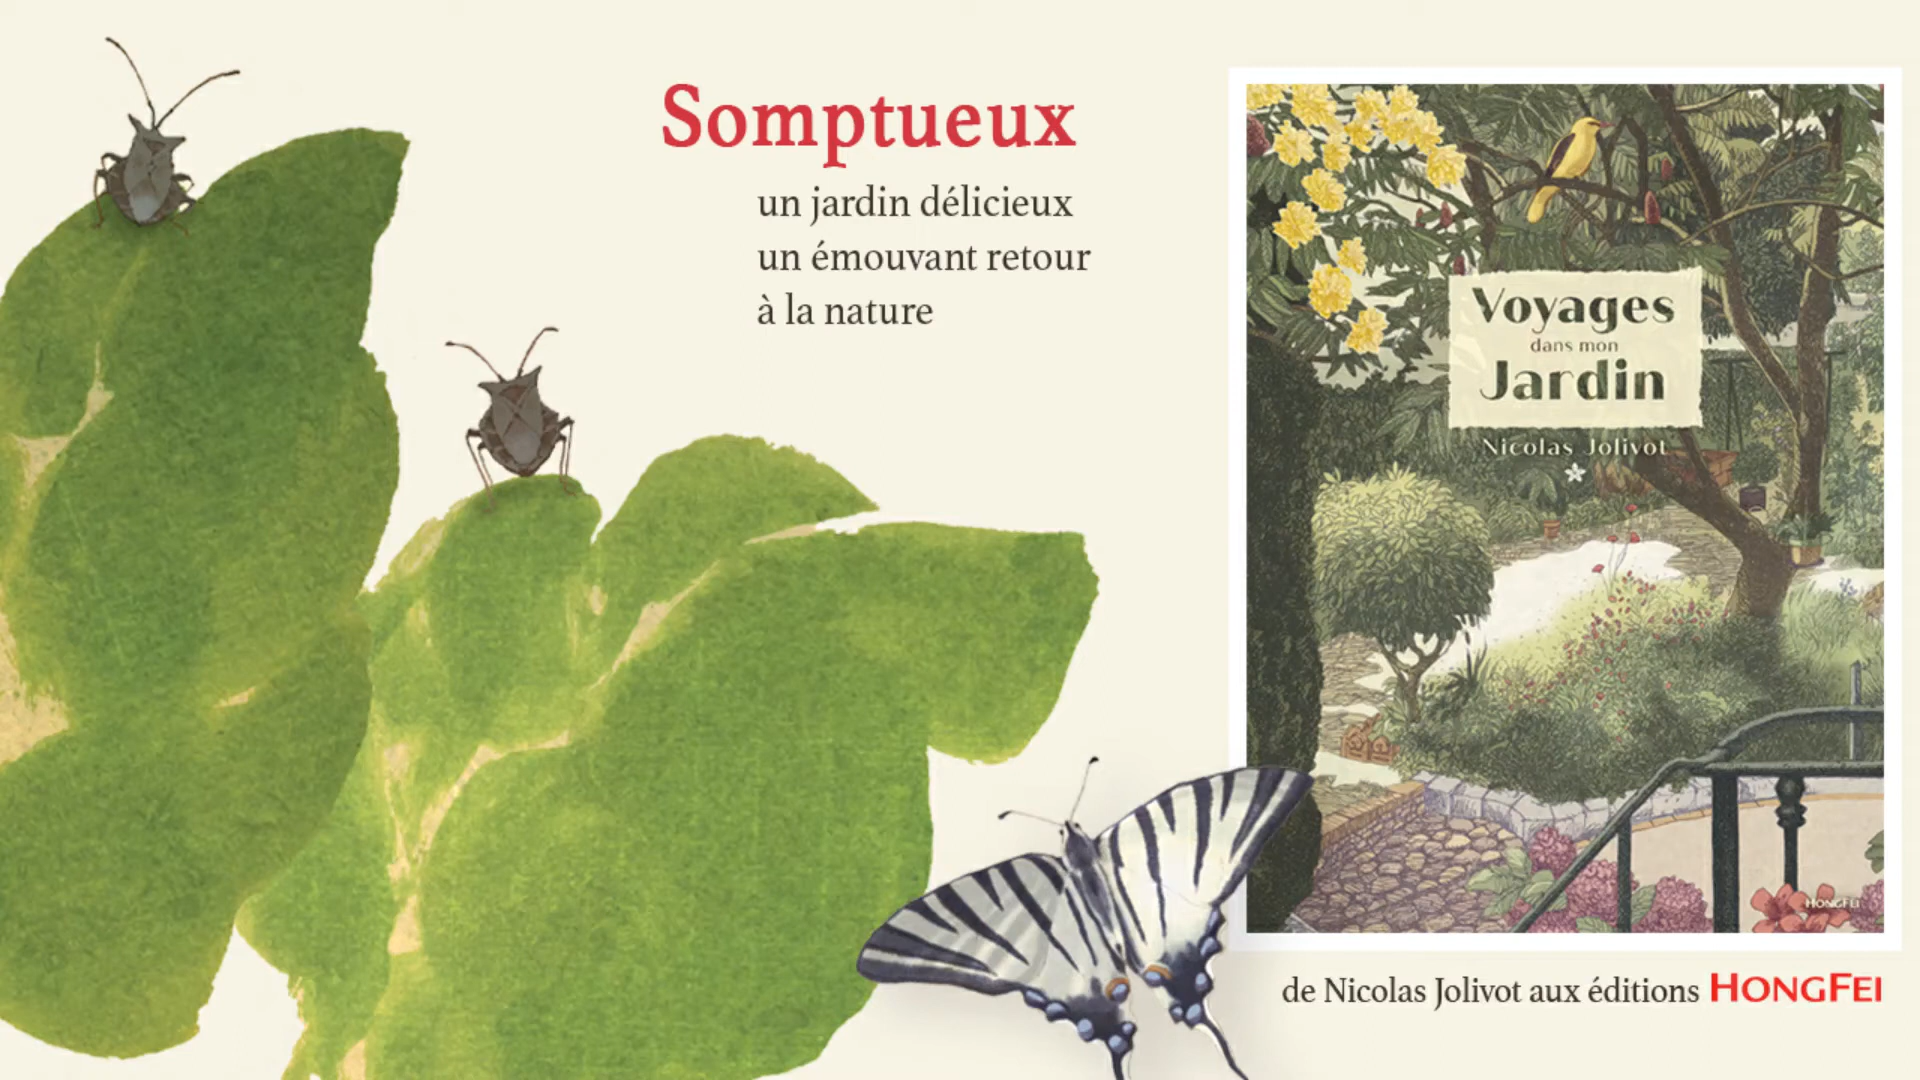 Somptueux
un jardin délicieux
un émouvant retour
à la nature
Voyages
dans mon
Jardin
Nicolas Jolivot
HONGFEI
de Nicolas Jolivot aux éditions HONGFEI